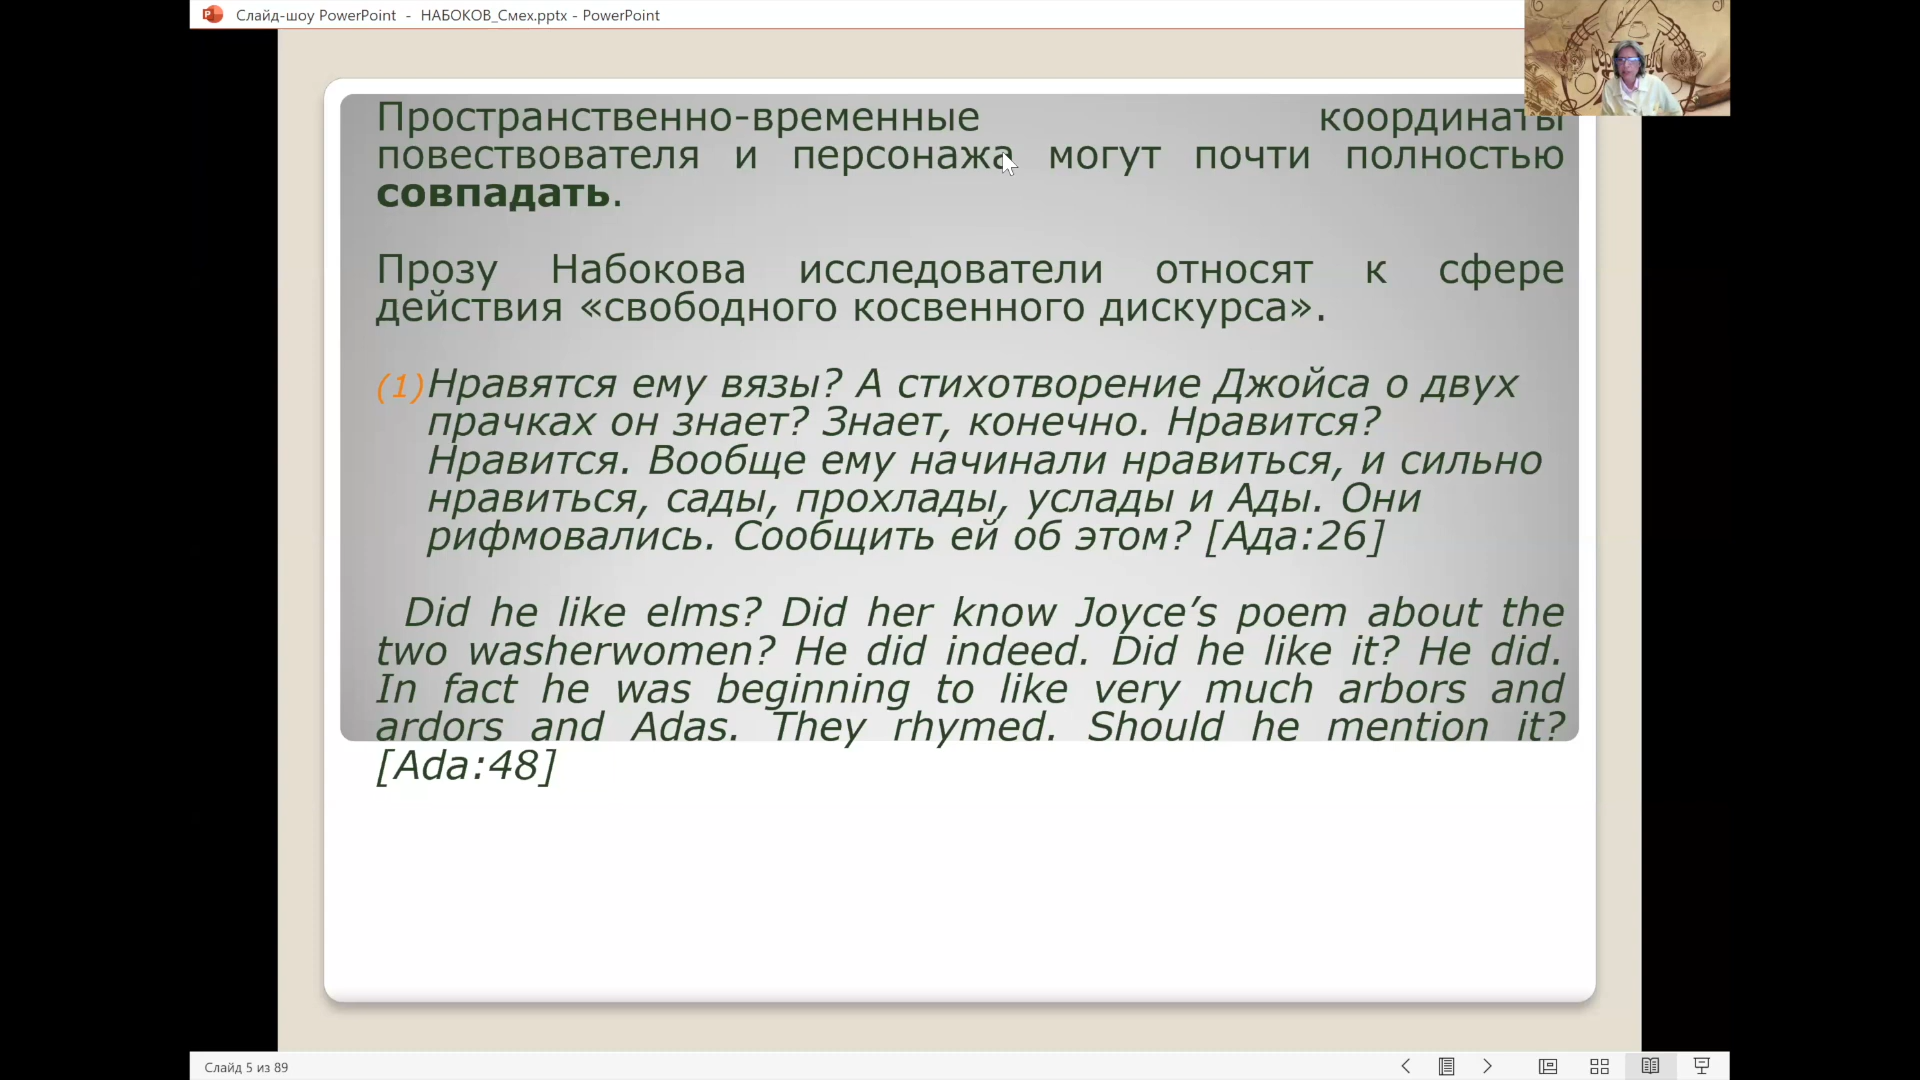 Слайд-шоу PowerPoint - НАБОКОВ_Смех.pptx - PowerPoint
Пространственно-временные координаты
повествователя и персонажа могут почти полностью
совпадать.
Прозу Набокова исследователи относят к сфере
действия «свободного косвенного дискурса».
(1) Нравятся ему вязы? А стихотворение Джойса о двух
прачках он знает? Знает, конечно. Нравится?
Нравится. Вообще ему начинали нравиться, и сильно
нравиться, сады, прохлады, услады и Ады. Они
рифмовались. Сообщить ей об этом? [Ада:26]
Did he like elms? Did her know Joyce’s poem about the
two washerwomen? He did indeed. Did he like it? He did.
In fact he was beginning to like very much arbors and
ardors and Adas. They rhymed. Should he mention it?
[Ada:48]
Слайд 5 из 89